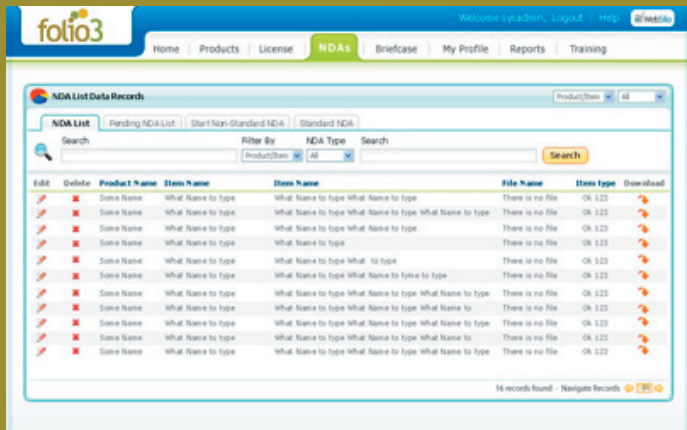 folio3
Welcome sysadmin, Logout | Help
Home Products License NDAs Briefcase My Profile Reports Training
NDA List Data Records Product/Item All
NDA List Pending NDA List Start Non-Standard NDA Standard NDA
Search Filter By NDA Type Search
Product/Item All Search
Edit Delete Product Name Item Name Item Name File Name Item type Download
Some Name What Name to type What Name to type What Name to type There is no file Ok 123
Some Name What Name to type What Name to type What Name to type What Name to type There is no file Ok 123
Some Name What Name to type What Name to type What Name to type There is no file Ok 123
Some Name What Name to type What Name to type There is no file Ok 123
Some Name What Name to type What Name to type What to type There is no file Ok 123
Some Name What Name to type What Name to type What Name to tyme to type There is no file Ok 123
Some Name What Name to type What Name to type What Name to type What Name to type There is no file Ok 123
Some Name What Name to type What Name to type What Name to type What Name to There is no file Ok 123
Some Name What Name to type What Name to type What Name to type What Name to type There is no file Ok 123
Some Name What Name to type What Name to type What Name to type What Name to There is no file Ok 123
Some Name What Name to type What Name to type What Name to type What Name to type There is no file Ok 123
16 records found - Navigate Records